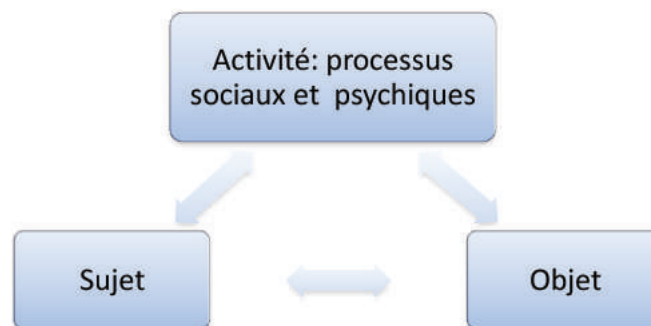 Activité: processus
sociaux et psychiques
Sujet
Objet